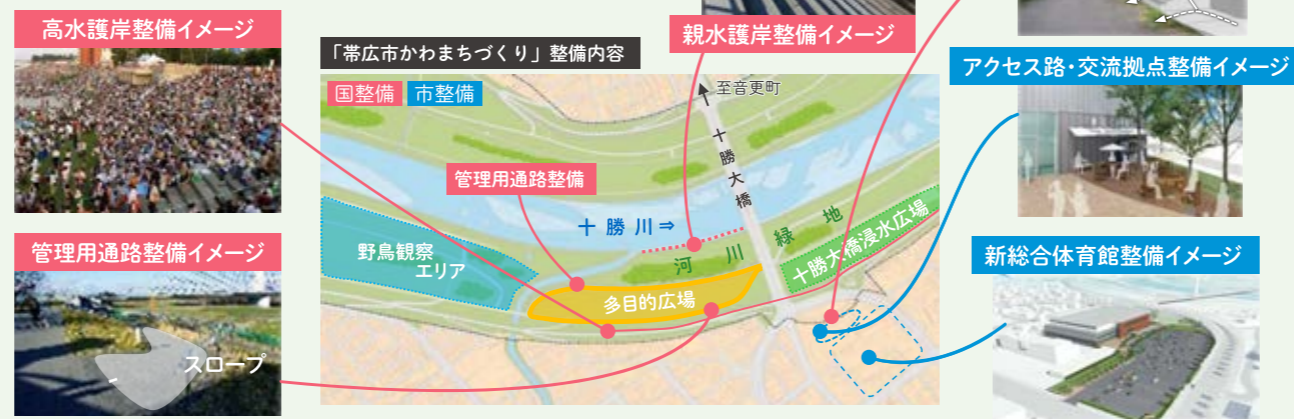 高水護岸整備イメージ
「帯広市かわまちづくり」整備内容
親水護岸整備イメージ
アクセス路・交流拠点整備イメージ
国整備
市整備
至音更町
十勝大橋
管理用通路整備
十勝川⇒
河川緑地
十勝大橋浸水広場
野鳥観察
エリア
多目的広場
管理用通路整備イメージ
スロープ
新総合体育館整備イメージ